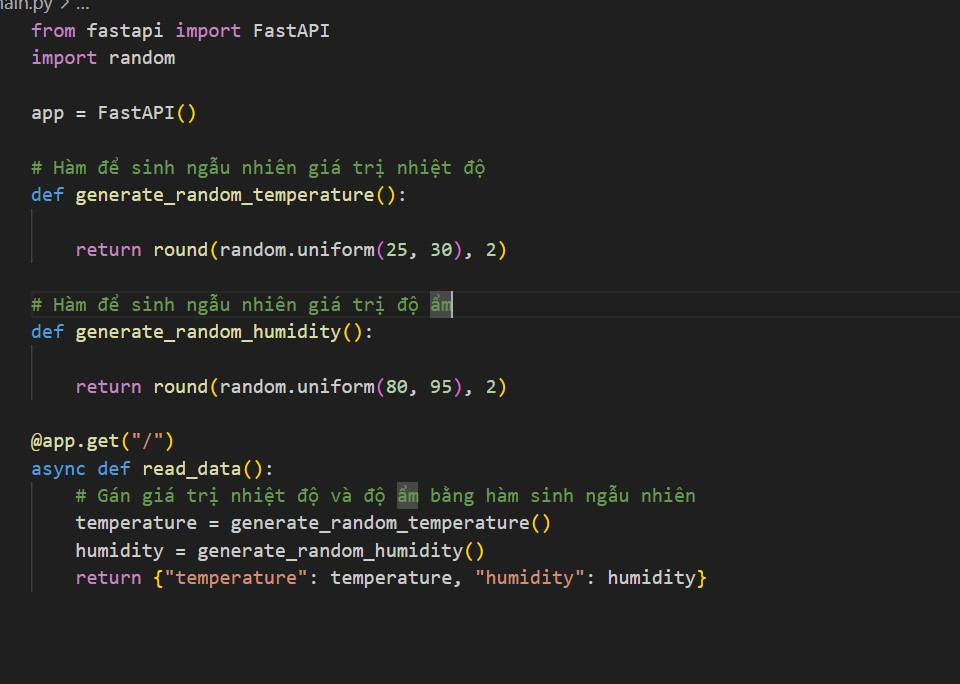 main.py > ...
from fastapi import FastAPI
import random
app = FastAPI()
# Hàm để sinh ngẫu nhiên giá trị nhiệt độ
def generate_random_temperature():
return round(random.uniform(25, 30), 2)
# Hàm để sinh ngẫu nhiên giá trị độ ẩm
def generate_random_humidity():
return round(random.uniform(80, 95), 2)
@app.get("/")
async def read_data():
# Gán giá trị nhiệt độ và độ ẩm bằng hàm sinh ngẫu nhiên
temperature = generate_random_temperature()
humidity = generate_random_humidity()
return {"temperature": temperature, "humidity": humidity}